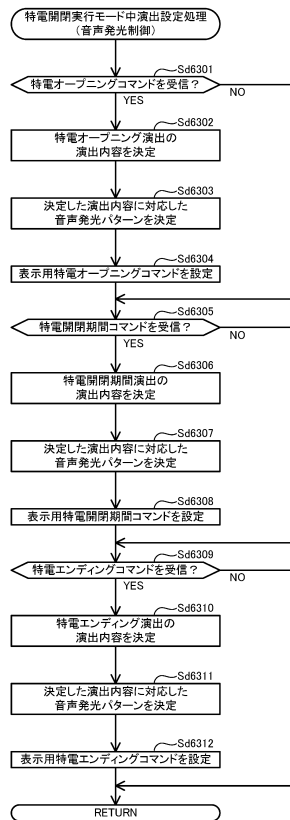 特電開閉実行モード中演出設定処理
（音声発光制御）
Sd6301
特電オープニングコマンドを受信？
NO
YES
Sd6302
特電オープニング演出の
演出内容を決定
Sd6303
決定した演出内容に対応した
音声発光パターンを決定
Sd6304
表示用特電オープニングコマンドを設定
Sd6305
特電開閉期間コマンドを受信？
NO
YES
Sd6306
特電開閉期間演出の
演出内容を決定
Sd6307
決定した演出内容に対応した
音声発光パターンを決定
Sd6308
表示用特電開閉期間コマンドを設定
Sd6309
特電エンディングコマンドを受信？
NO
YES
Sd6310
特電エンディング演出の
演出内容を決定
Sd6311
決定した演出内容に対応した
音声発光パターンを決定
Sd6312
表示用特電エンディングコマンドを設定
RETURN